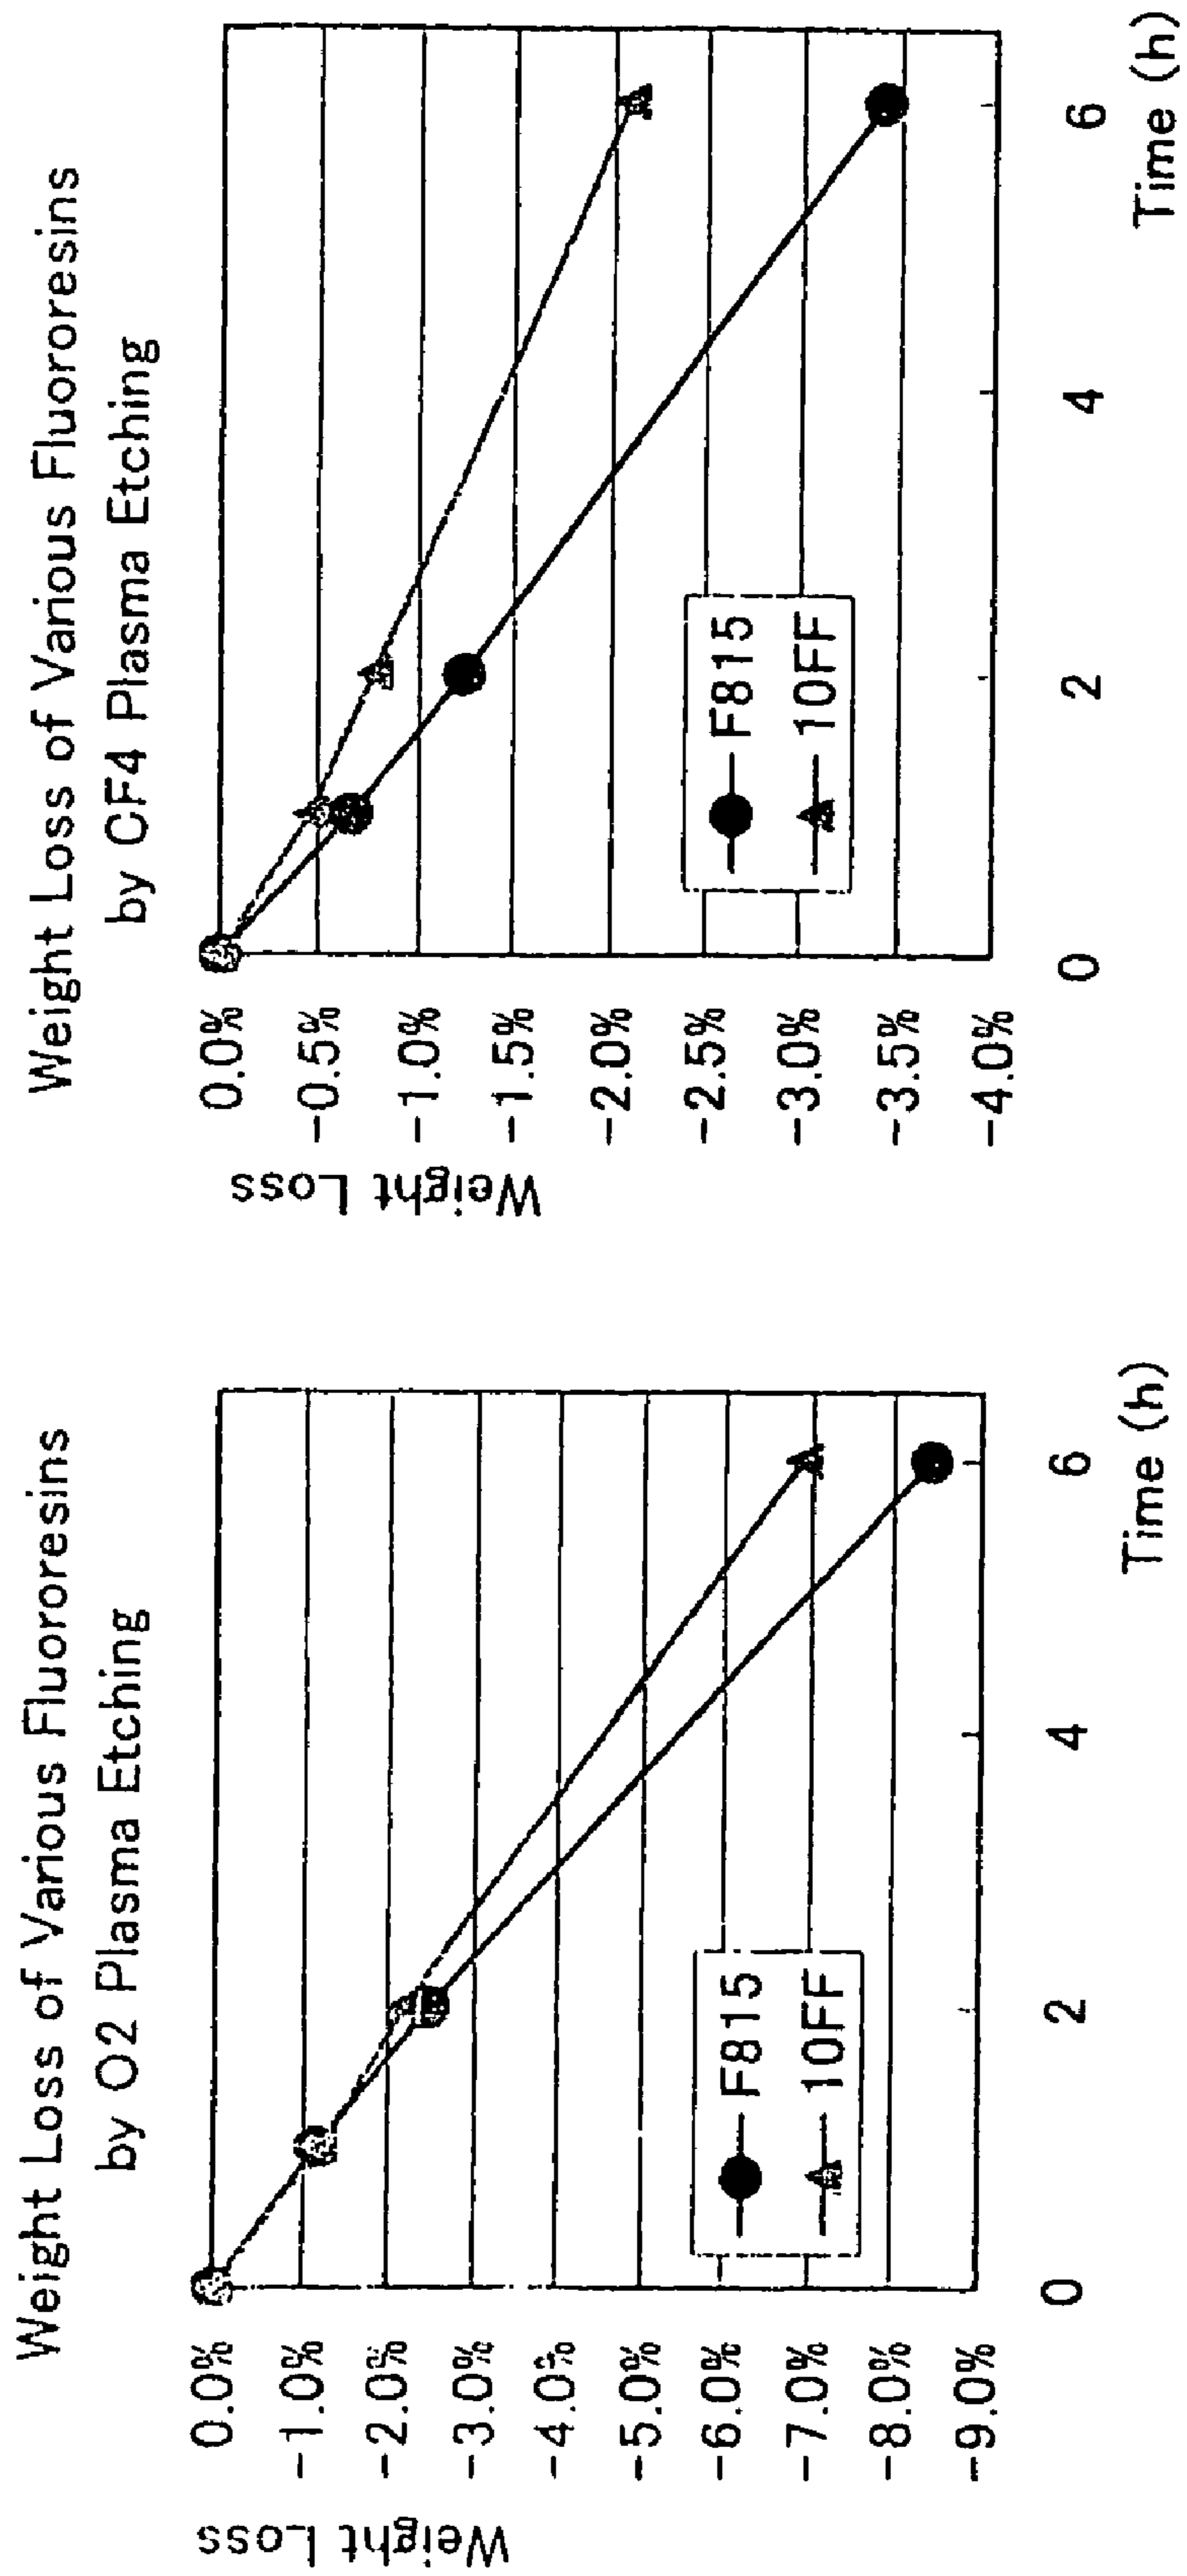 Weight Loss of Various Fluororesins
by O2 Plasma Etching
Weight Loss
0.0%
-1.0%
-2.0%
-3.0%
-4.0%
-5.0%
-6.0%
-7.0%
-8.0%
-9.0%
F815
10FF
0
2
4
6
Time (h)
Weight Loss of Various Fluororesins
by CF4 Plasma Etching
Weight Loss
0.0%
-0.5%
-1.0%
-1.5%
-2.0%
-2.5%
-3.0%
-3.5%
-4.0%
F815
10FF
0
2
4
6
Time (h)